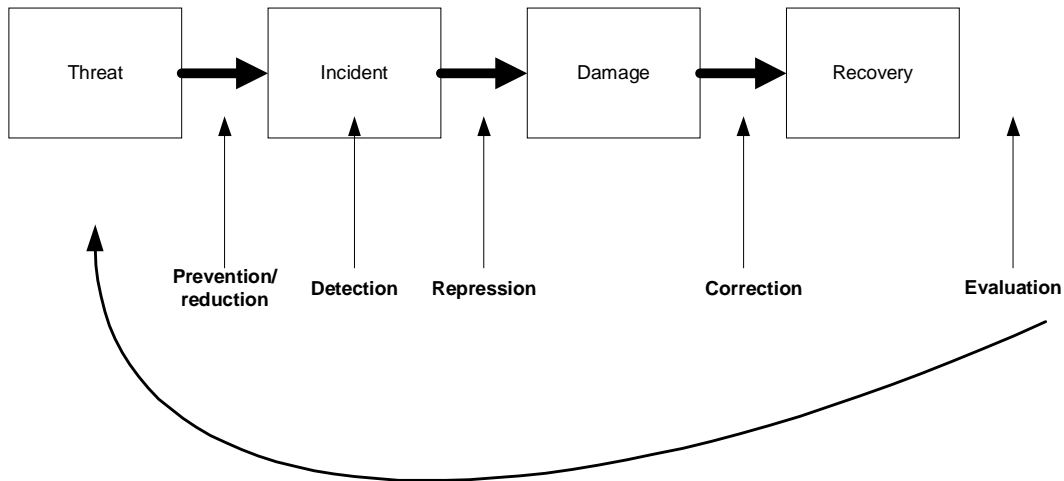 Threat
Incident
Damage
Recovery
Prevention/
reduction
Detection
Repression
Correction
Evaluation